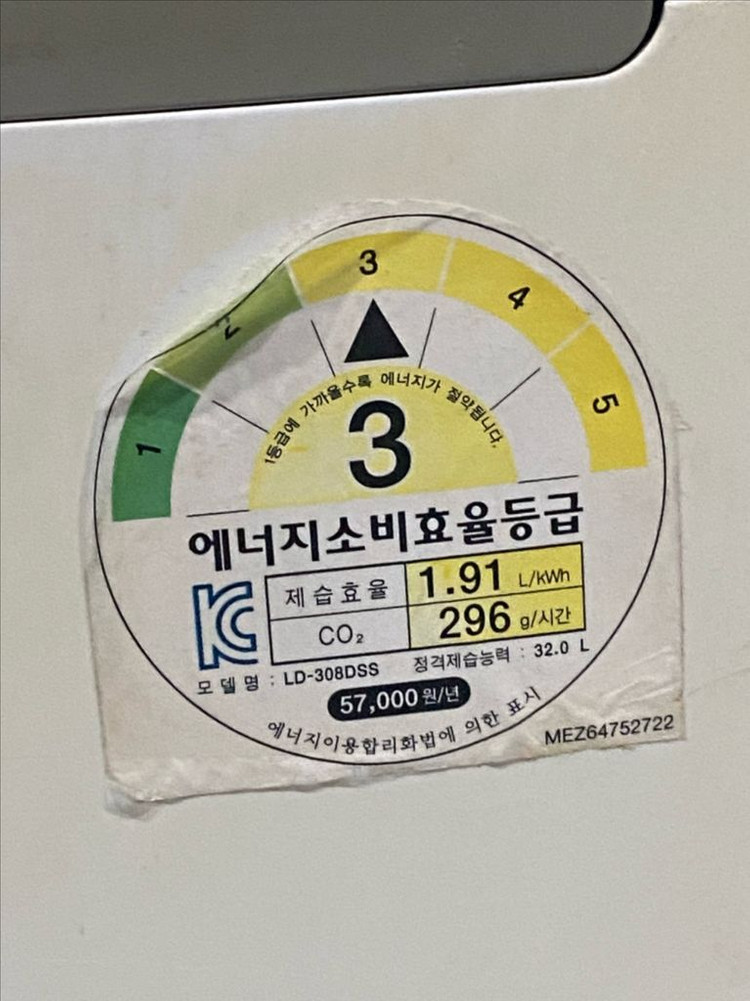 1 2 3 4 5
1등급에 가까울수록 에너지가 절약됩니다.
3
에너지소비효율등급
KC
제습효율 1.91 L/kWh
CO₂ 296 g/시간
모델명 : LD-308DSS 정격제습능력 : 32.0 L
57,000원/년
에너지이용합리화법에 의한 표시
MEZ64752722